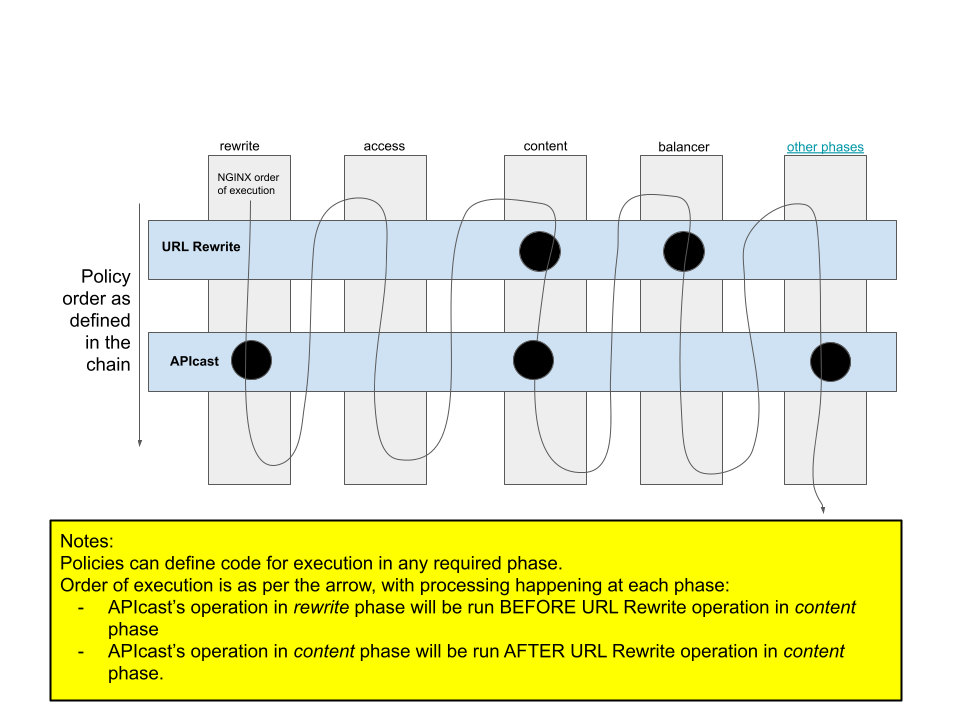 rewrite
access
content
balancer
other phases
NGINX order
of execution
URL Rewrite
Policy
order as
defined
in the
chain
APIcast
Notes:
Policies can define code for execution in any required phase.
Order of execution is as per the arrow, with processing happening at each phase:
- APIcast’s operation in rewrite phase will be run BEFORE URL Rewrite operation in content
phase
- APIcast’s operation in content phase will be run AFTER URL Rewrite operation in content
phase.